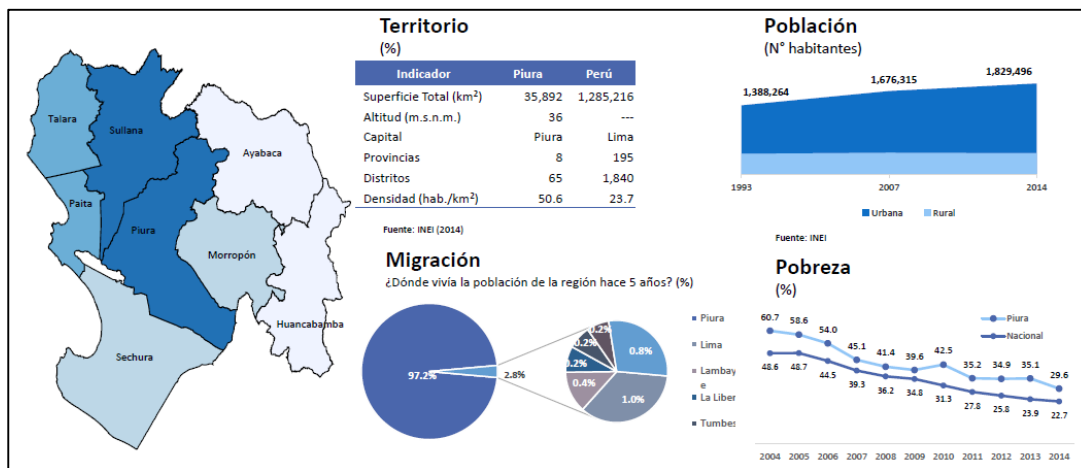 Talara
Sullana
Ayabaca
Paita
Piura
Morropón
Huancabamba
Sechura
Territorio
(%)
Indicador Piura Perú
Superficie Total (km²) 35,892 1,285,216
Altitud (m.s.n.m.) 36 ---
Capital Piura Lima
Provincias 8 195
Distritos 65 1,840
Densidad (hab./km²) 50.6 23.7
Fuente: INEI (2014)
Población
(N° habitantes)
1,388,264
1,676,315
1,829,496
1993 2007 2014
Urbana Rural
Fuente: INEI
Migración
¿Dónde vivía la población de la región hace 5 años? (%)
97.2%
2.8%
0.2%
0.2%
0.2%
0.4%
0.8%
1.0%
Piura
Lima
Lambay
e
La Liber
Tumbes
Pobreza
(%)
Piura
Nacional
60.7 58.6 54.0 45.1 41.4 39.6 42.5 35.2 34.9 35.1 29.6
48.6 48.7 44.5 39.3 36.2 34.8 31.3 27.8 25.8 23.9 22.7
2004 2005 2006 2007 2008 2009 2010 2011 2012 2013 2014